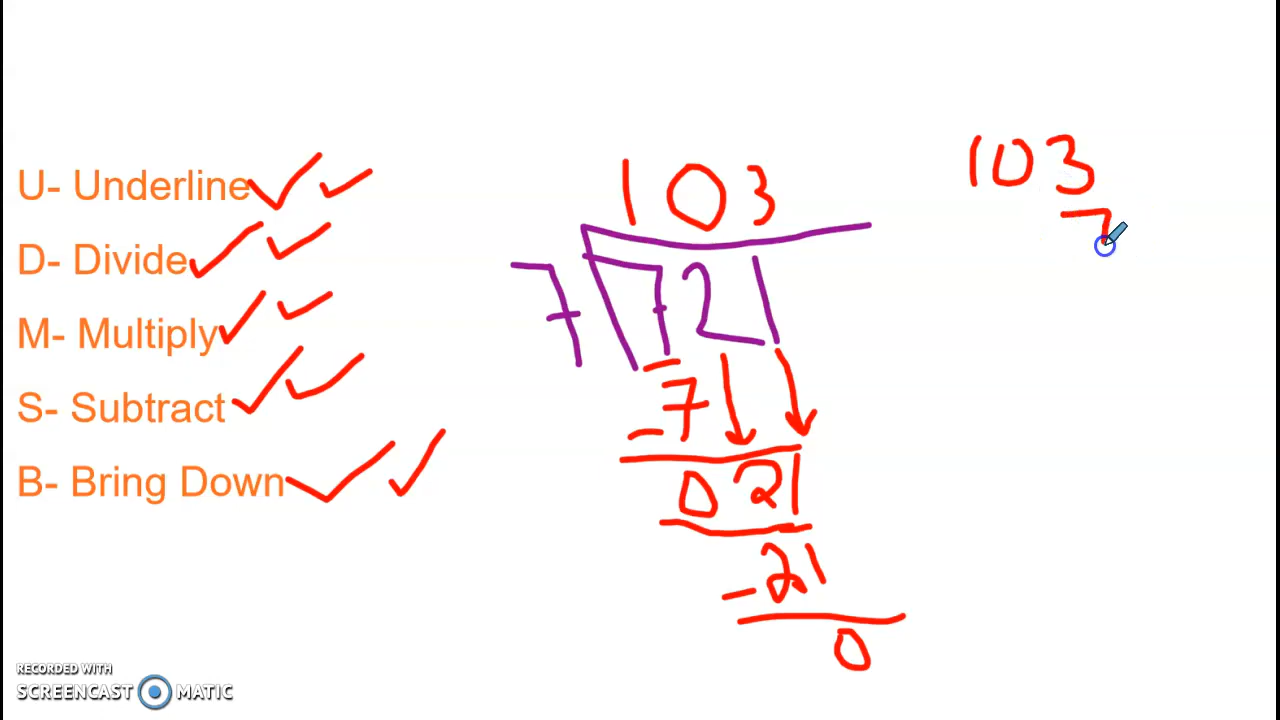 U- Underline
D- Divide
M- Multiply
S- Subtract
B- Bring Down
103
7 721
-7
021
-21
0
103
7
RECORDED WITH
SCREENCAST MATIC